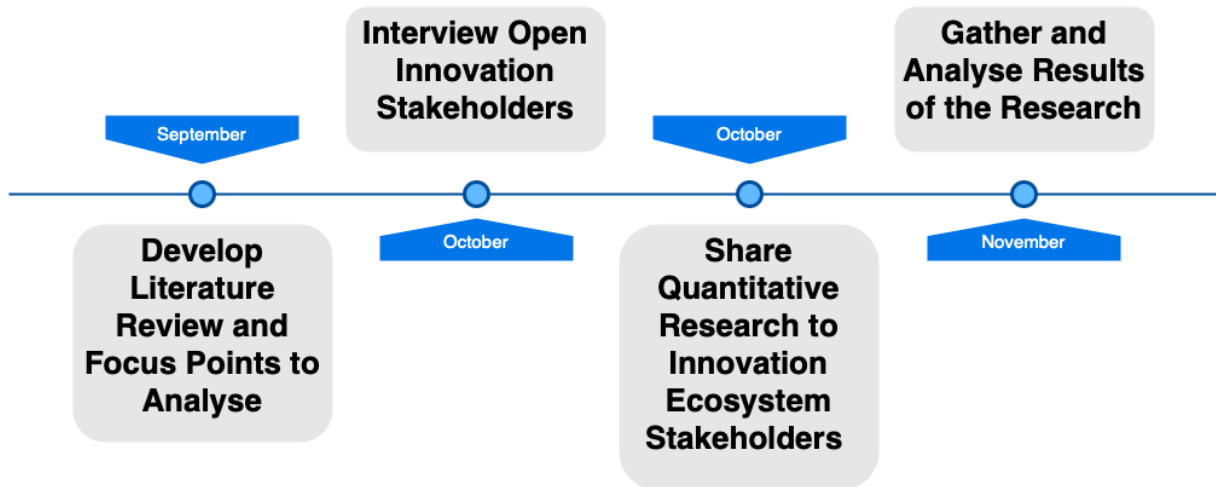 September
Develop
Literature
Review and
Focus Points to
Analyse
Interview Open
Innovation
Stakeholders
October
October
Share
Quantitative
Research to
Innovation
Ecosystem
Stakeholders
Gather and
Analyse Results
of the Research
November